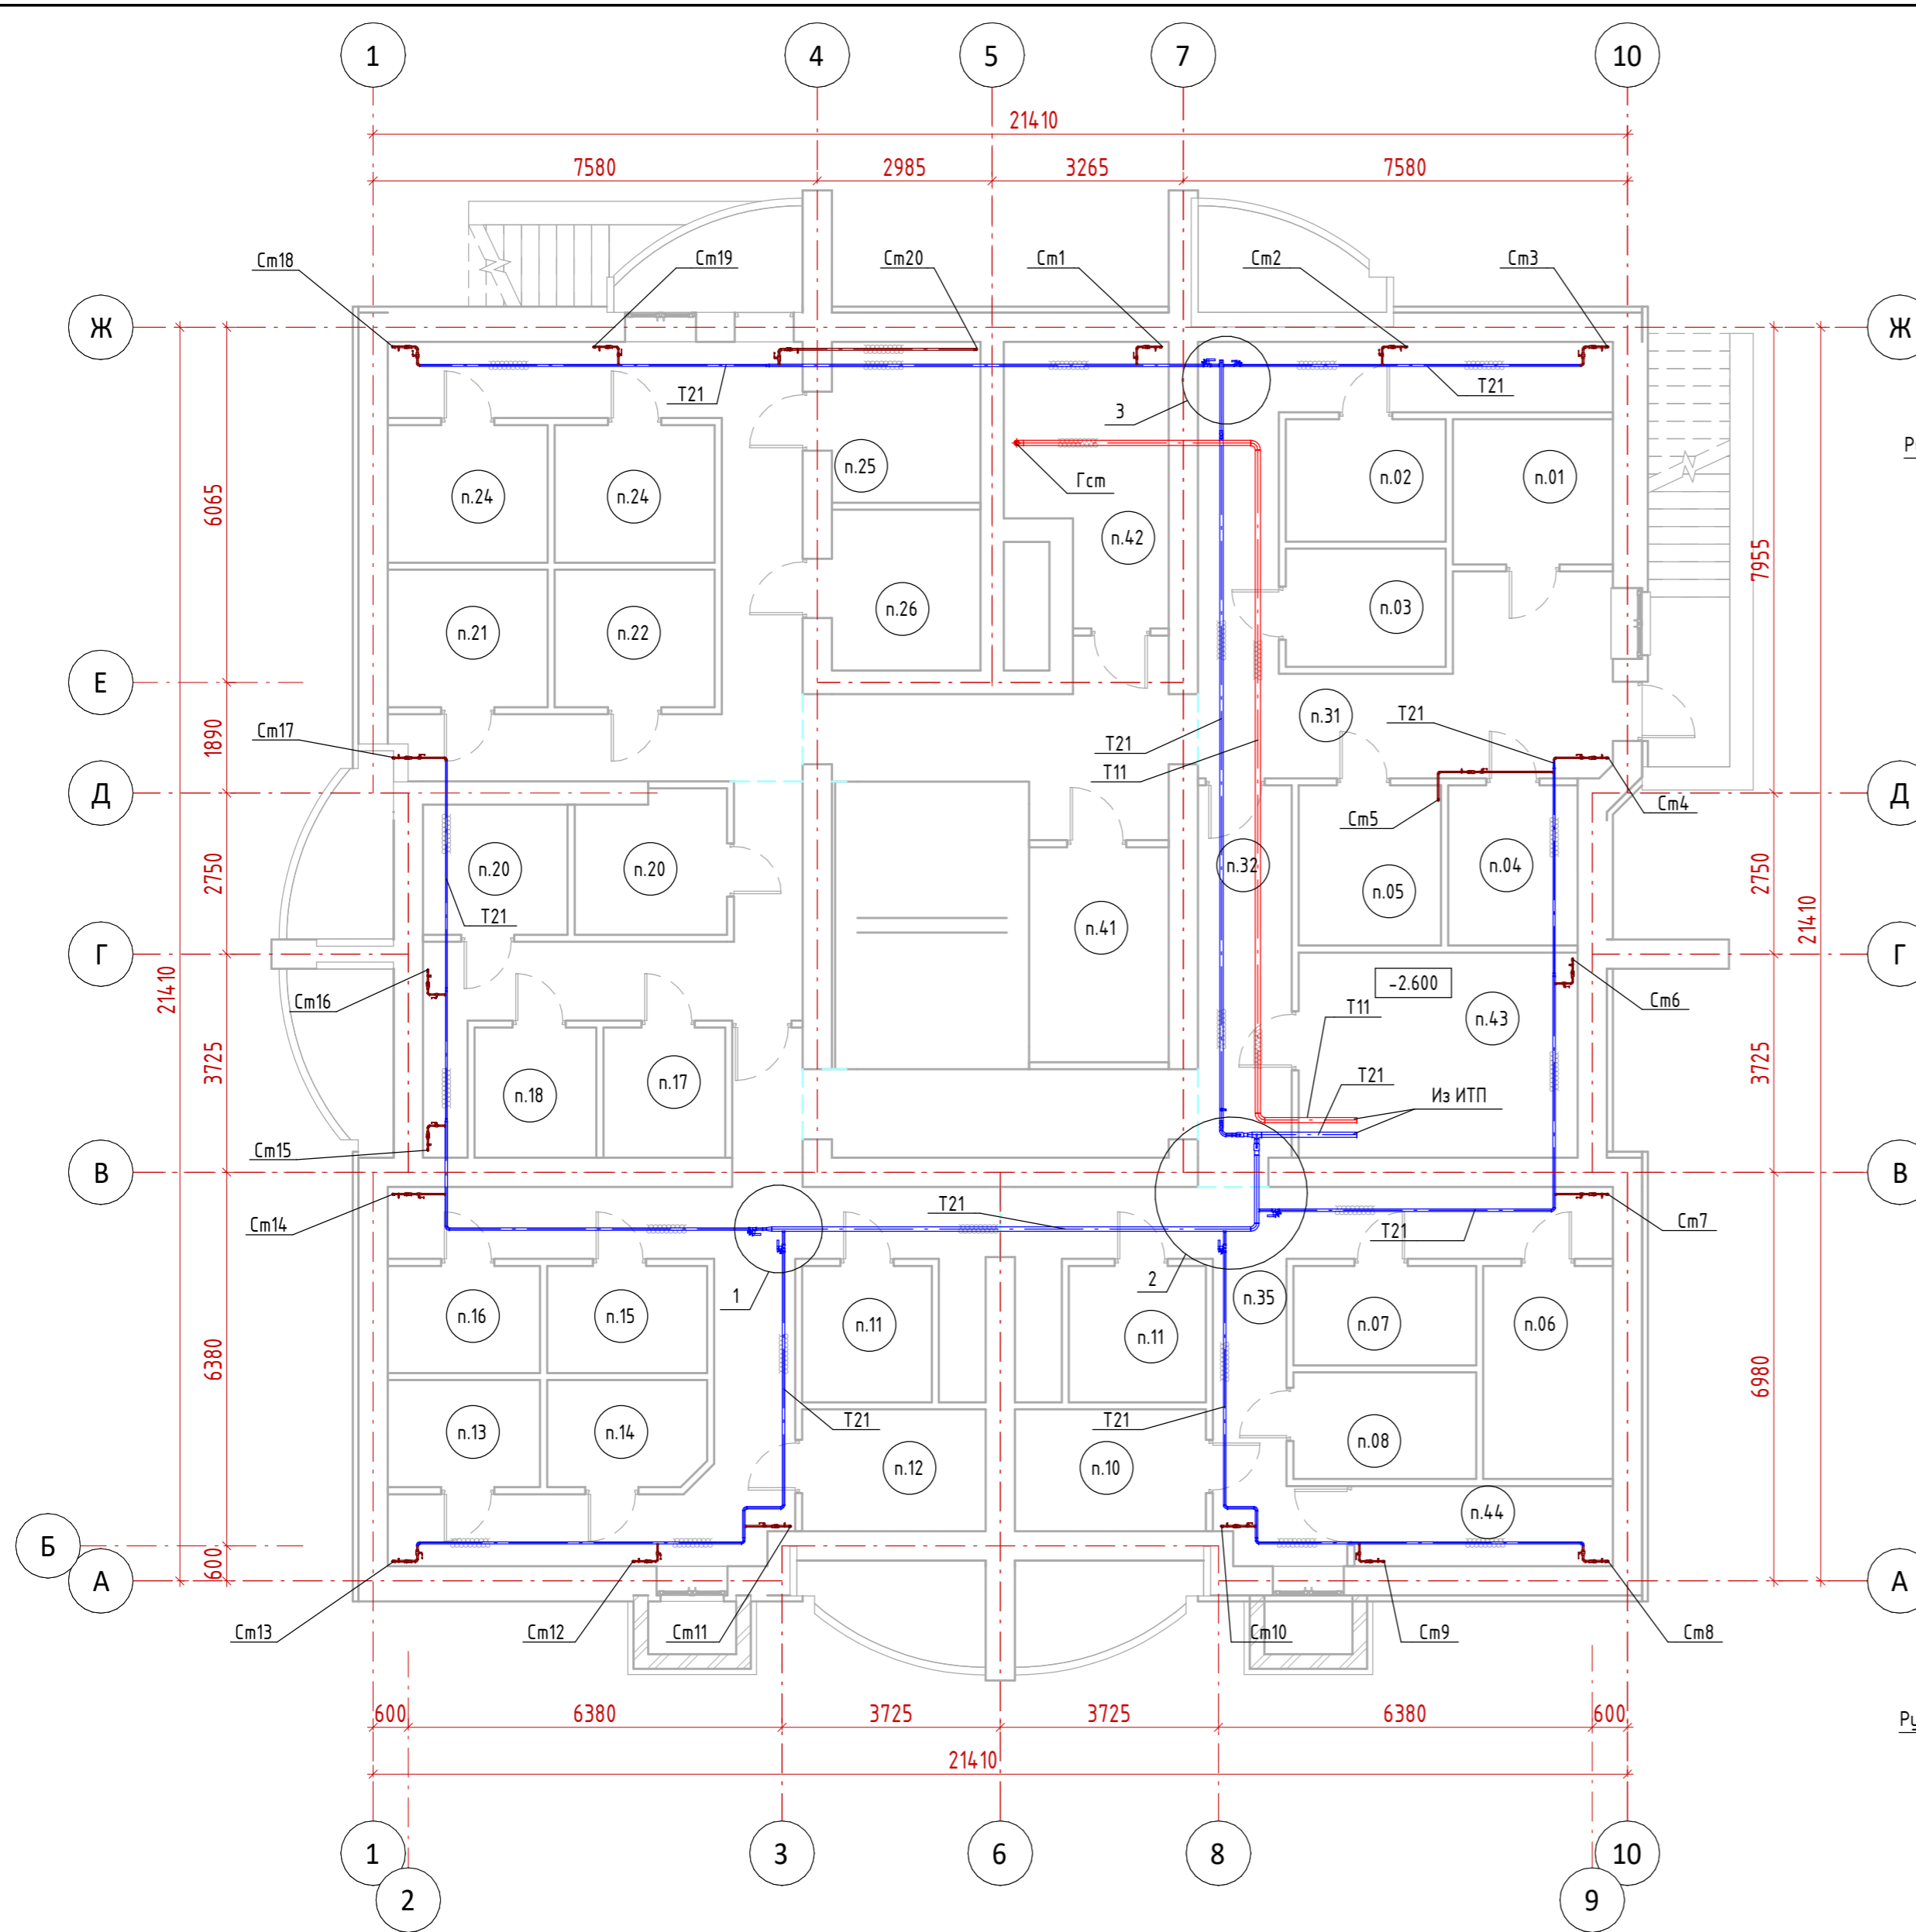 1
4
5
7
10
21410
7580
2985
3265
7580
Ст18
Ст19
Ст20
Ст1
Ст2
Ст3
Ж
Ж
Т21
Т21
3
Гст
п.24
п.24
п.25
п.42
п.02
п.01
6065
7955
п.21
п.22
п.26
п.03
Е
Ст17
1890
Т21
Т11
п.31
Т21
Д
Д
Ст5
Ст4
2750
п.20
п.20
п.32
п.05
п.04
2750
Т21
п.41
21410
Г
Г
21410
Ст16
-2.600
Ст6
п.43
Т11
3725
п.18
п.17
Т21
Из ИТП
3725
Ст15
В
В
Ст14
Т21
Т21
Ст7
1
2
п.35
п.16
п.15
п.11
п.11
п.07
п.06
6380
6980
Т21
Т21
п.13
п.14
п.12
п.10
п.08
п.44
Б
600
А
А
Ст13
Ст12
Ст11
Ст10
Ст9
Ст8
600
6380
3725
3725
6380
600
21410
1
2
3
6
8
9
10